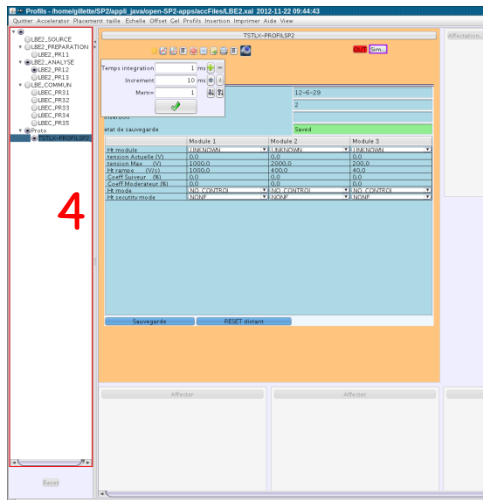 Profils - /home/gillette/SP2/appli_java/open-SP2-apps/accFiles/LBE2.xal 2012-11-22 09:44:43
Quitter Accelerator Placement taille Echelle Offset Gel Profils Insertion Imprimer Aide View
LBE2_SOURCE
LBE2_PREPARATION
LBE2_PR11
LBE2_ANALYSE
LBE2_PR12
LBE2_PR13
LBE_COMMUN
LBEC_PR31
LBEC_PR32
LBEC_PR33
LBEC_PR34
LBEC_PR35
Proto
TSTLX-PROFILSP2
4
Reset
TSTLX-PROFILSP2
OUT Sim...
Temps integration 1 ms
Increment 10 ms
1
12-6-29
2
etat de sauvegarde Saved
Module 1 Module 2 Module 3
Ht module UNKNOWN UNKNOWN UNKNOWN
tension Actuelle (V) 0.0 0.0 0.0
tension Max (V) 1000.0 2000.0 200.0
Ht rampe (V/s) 1000.0 400.0 40.0
Coeff Suiveur (%) 0.0 0.0 0.0
Coeff Moderateur (%) 0.0 0.0 0.0
Ht mode NO_CONTROL NO_CONTROL NO_CONTROL
Ht secutity mode NONE NONE NONE
Sauvegarde RESET distant
Affecter Affecter
Affectation...